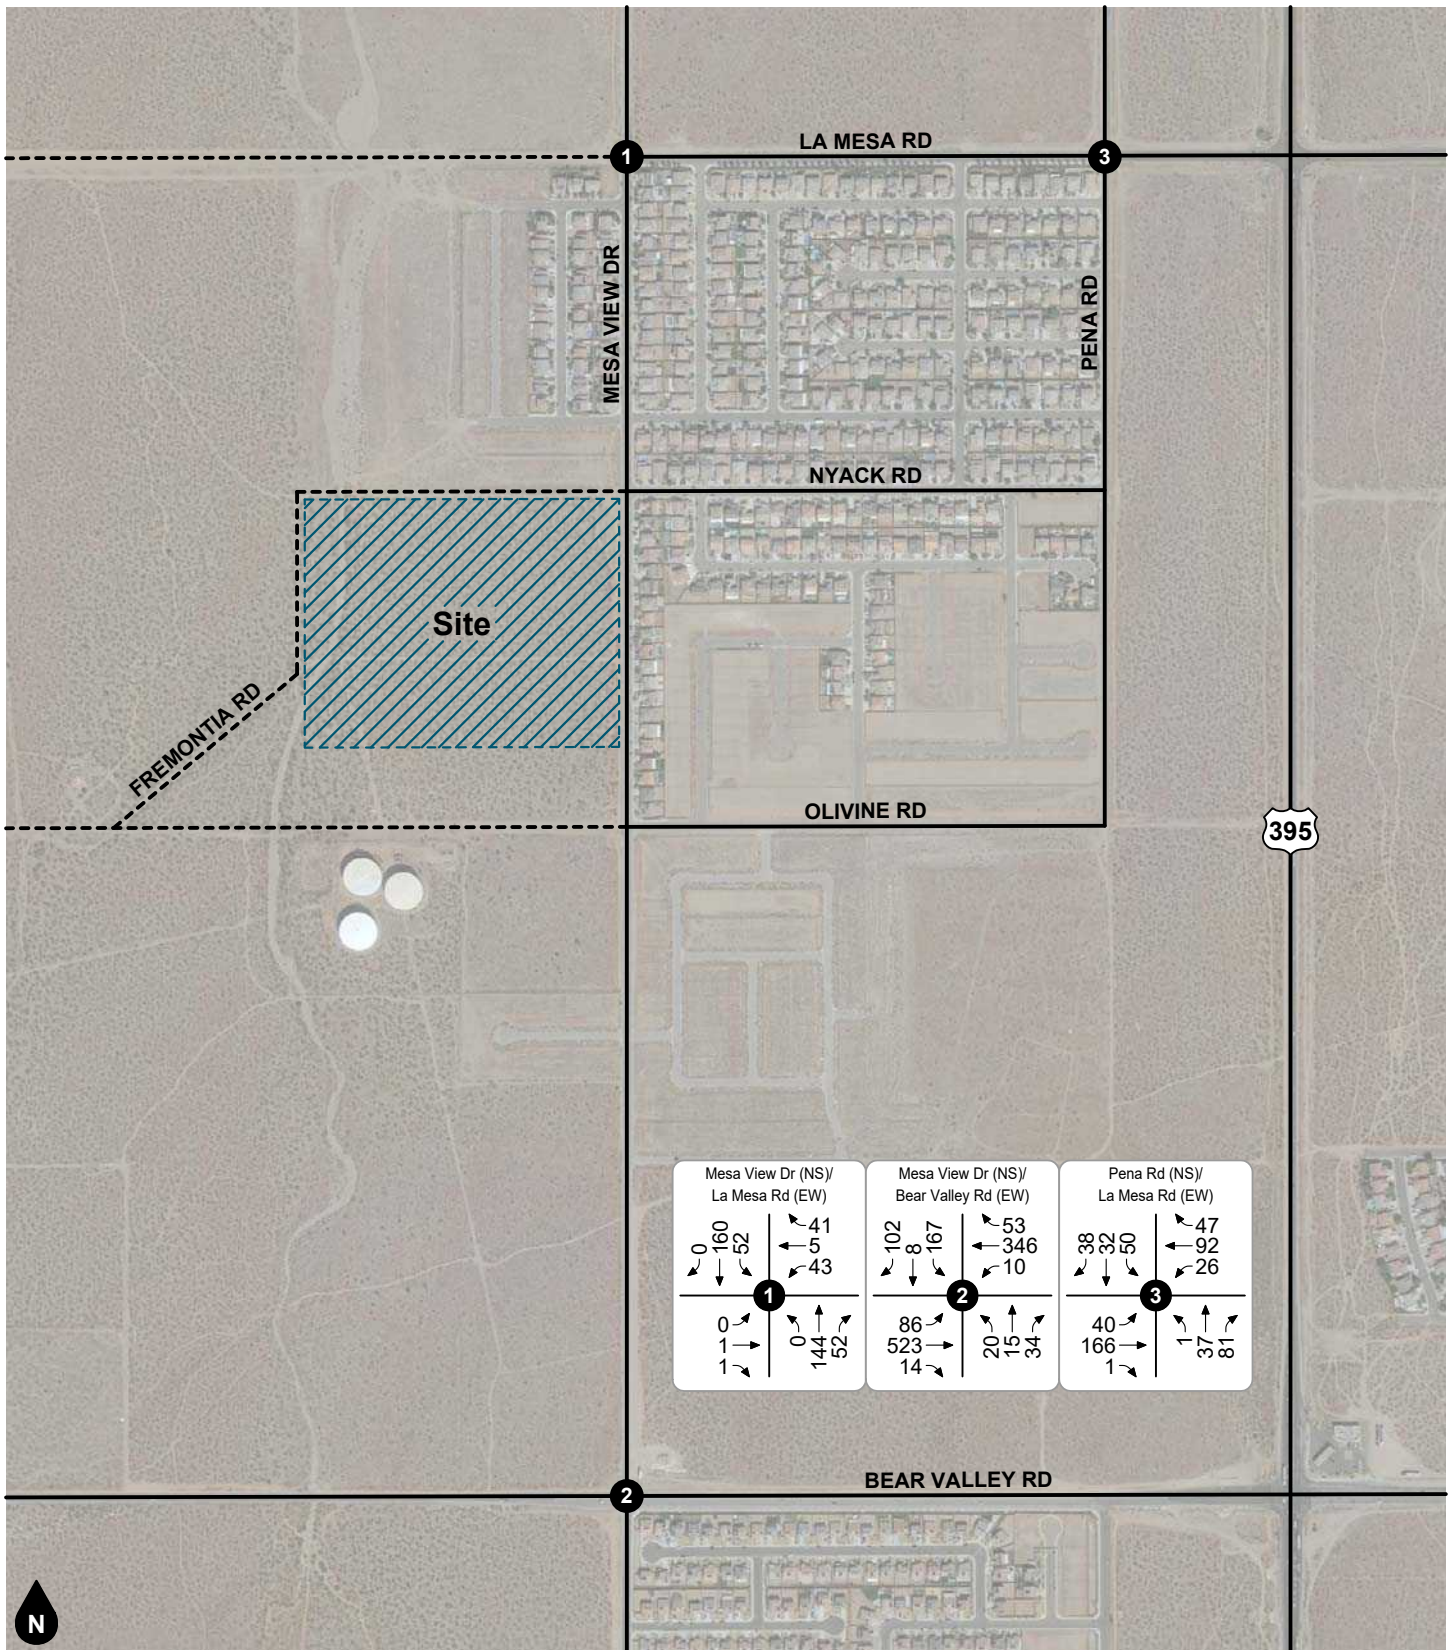 LA MESA RD
1
3
MESA VIEW DR
PENA RD
NYACK RD
Site
FREMONTIA RD
OLIVINE RD
395
Mesa View Dr (NS)/
La Mesa Rd (EW)
0
160
52
41
5
43
1
0
1
1
0
144
52
Mesa View Dr (NS)/
Bear Valley Rd (EW)
102
8
167
53
346
10
2
86
523
14
20
15
34
Pena Rd (NS)/
La Mesa Rd (EW)
38
32
50
47
92
26
3
40
166
1
1
37
81
BEAR VALLEY RD
2
N